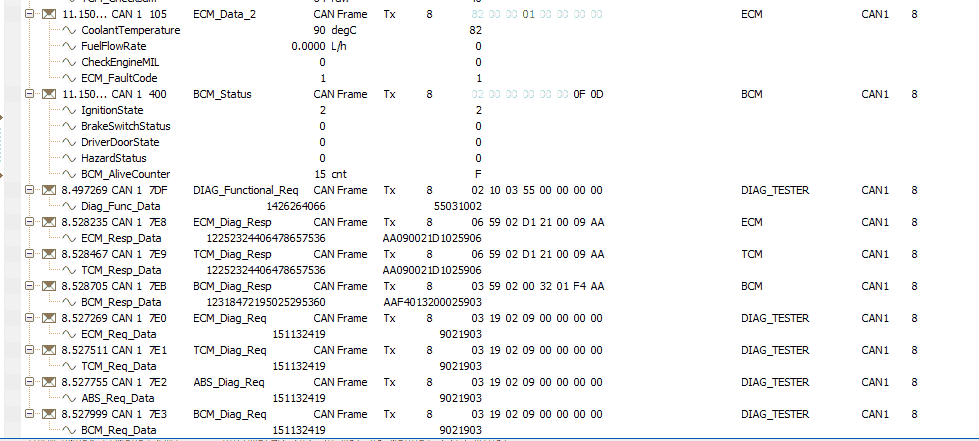 11.150... CAN 1 105 ECM_Data_2 CAN Frame Tx 8 82 00 00 01 00 00 00 00 ECM CAN1 8
CoolantTemperature 90 degC 82
FuelFlowRate 0.0000 L/h 0
CheckEngineMIL 0 0
ECM_FaultCode 1 1
11.150... CAN 1 400 BCM_Status CAN Frame Tx 8 02 00 00 00 00 00 0F 0D BCM CAN1 8
IgnitionState 2 2
BrakeSwitchStatus 0 0
DriverDoorState 0 0
HazardStatus 0 0
BCM_AliveCounter 15 cnt F
8.497269 CAN 1 7DF DIAG_Functional_Req CAN Frame Tx 8 02 10 03 55 00 00 00 00 DIAG_TESTER CAN1 8
Diag_Func_Data 1426264066 55031002
8.528235 CAN 1 7E8 ECM_Diag_Resp CAN Frame Tx 8 06 59 02 D1 21 00 09 AA ECM CAN1 8
ECM_Resp_Data 12252324406478657536 AA090021D1025906
8.528467 CAN 1 7E9 TCM_Diag_Resp CAN Frame Tx 8 06 59 02 D1 21 00 09 AA TCM CAN1 8
TCM_Resp_Data 12252324406478657536 AA090021D1025906
8.528705 CAN 1 7EB BCM_Diag_Resp CAN Frame Tx 8 03 59 02 00 32 01 F4 AA BCM CAN1 8
BCM_Resp_Data 12318472195025295360 AAF4013200025903
8.527269 CAN 1 7E0 ECM_Diag_Req CAN Frame Tx 8 03 19 02 09 00 00 00 00 DIAG_TESTER CAN1 8
ECM_Req_Data 151132419 9021903
8.527511 CAN 1 7E1 TCM_Diag_Req CAN Frame Tx 8 03 19 02 09 00 00 00 00 DIAG_TESTER CAN1 8
TCM_Req_Data 151132419 9021903
8.527755 CAN 1 7E2 ABS_Diag_Req CAN Frame Tx 8 03 19 02 09 00 00 00 00 DIAG_TESTER CAN1 8
ABS_Req_Data 151132419 9021903
8.527999 CAN 1 7E3 BCM_Diag_Req CAN Frame Tx 8 03 19 02 09 00 00 00 00 DIAG_TESTER CAN1 8
BCM_Req_Data 151132419 9021903